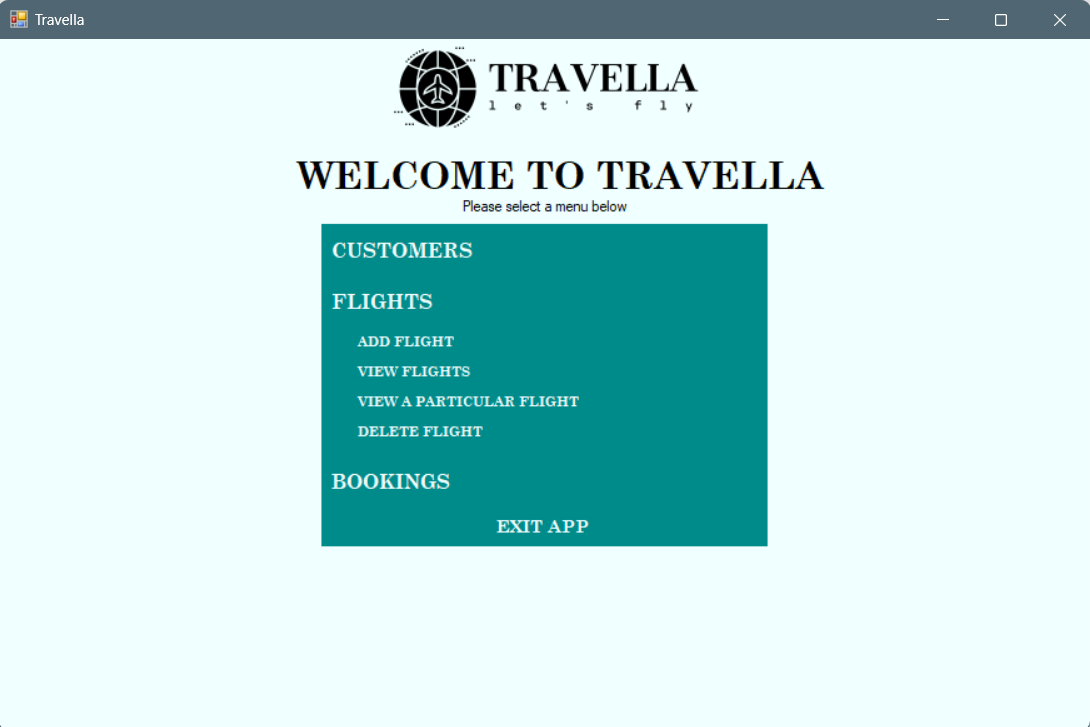 Travella
TRAVELLA
let's fly
WELCOME TO TRAVELLA
Please select a menu below
CUSTOMERS
FLIGHTS
ADD FLIGHT
VIEW FLIGHTS
VIEW A PARTICULAR FLIGHT
DELETE FLIGHT
BOOKINGS
EXIT APP